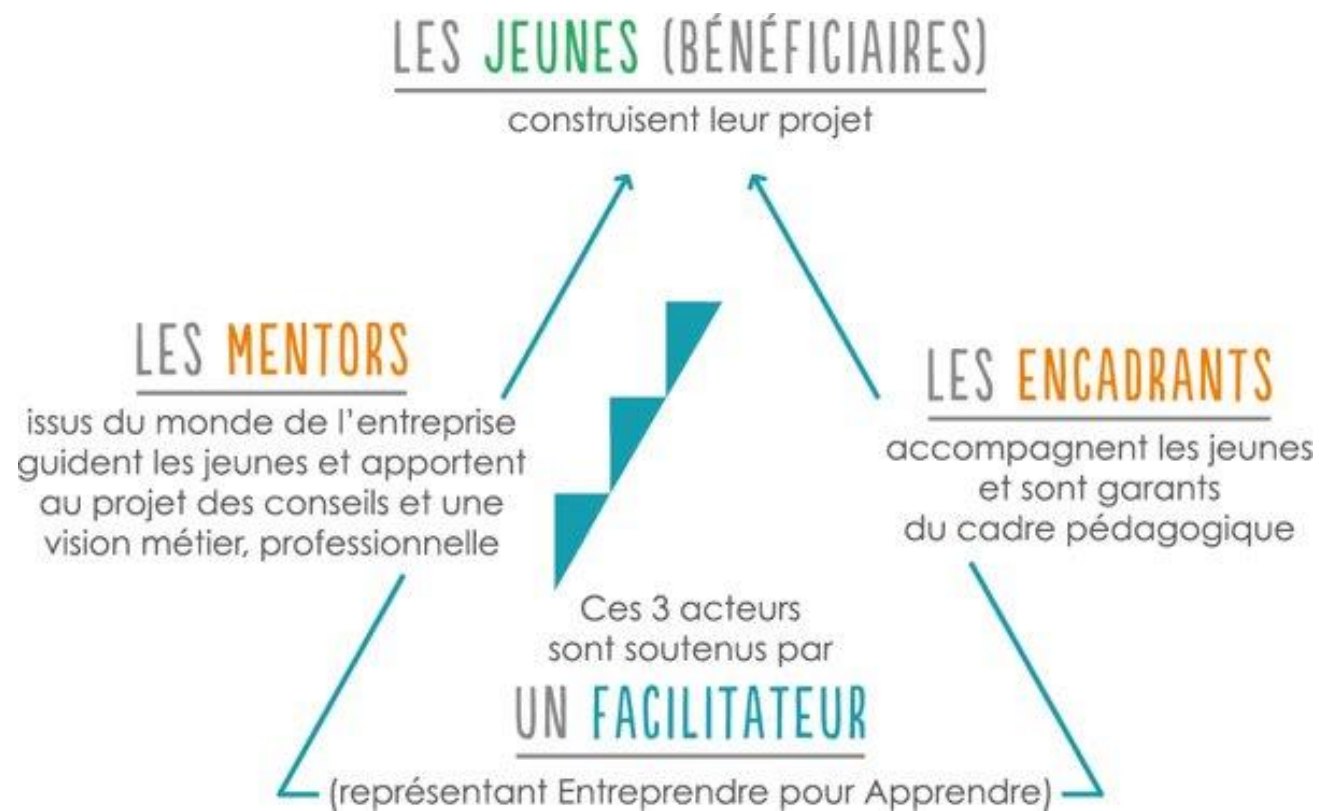 LES JEUNES (BÉNÉFICIAIRES)
construisent leur projet
LES MENTORS
issus du monde de l'entreprise
guident les jeunes et apportent
au projet des conseils et une
vision métier, professionnelle
LES ENCADRANTS
accompagnent les jeunes
et sont garants
du cadre pédagogique
Ces 3 acteurs
sont soutenus par
UN FACILITATEUR
(représentant Entreprendre pour Apprendre)